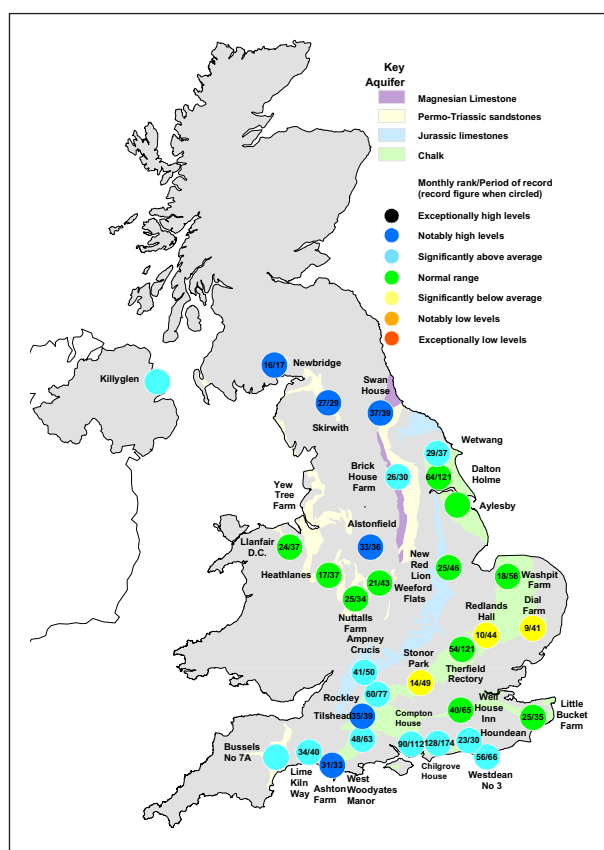 Key
Aquifer
Magnesian Limestone
Permo-Triassic sandstones
Jurassic limestones
Chalk
Monthly rank/Period of record
(record figure when circled)
Exceptionally high levels
Notably high levels
Significantly above average
Normal range
Significantly below average
Notably low levels
Exceptionally low levels
16/17
Newbridge
Killyglen
27/29
Skirwith
Swan
House
37/39
Wetwang
29/37
Dalton
Holme
64/121
Brick
House
Farm
26/30
Aylesby
Yew
Tree
Farm
Alstonfield
33/36
Llanfair
D.C.
24/37
New
Red
Lion
25/46
Washpit
Farm
18/56
Heathlanes
17/37
21/43
Weeford
Flats
25/34
Nuttalls
Farm
Dial
Farm
9/41
Redlands
Hall
10/44
Ampney
Crucis
41/50
Stonor
Park
14/49
54/121
Therfield
Rectory
Rockley
60/77
Tilshead
35/39
Compton
House
40/65
Well
House
Inn
Little
Bucket
Farm
25/35
48/63
90/112
128/174
23/30
Houndean
Bussels
No 7A
34/40
Lime
Kiln
Way
31/33
Ashton
Farm
West
Woodyates
Manor
Chilgrove
House
56/66
Westdean
No 3